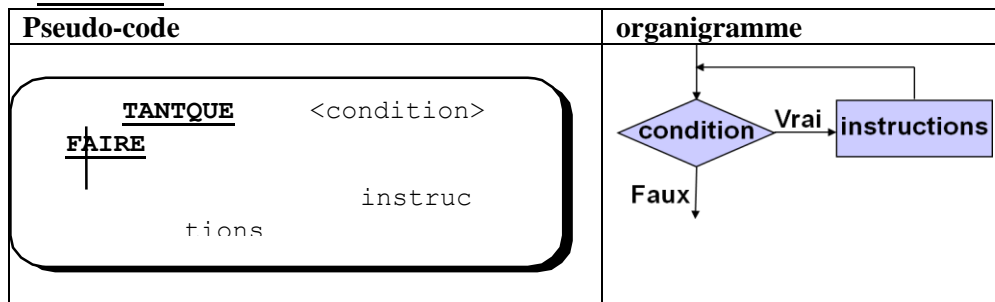 Pseudo-code
organigramme
TANTQUE <condition>
FAIRE
instruc
tions
condition
Vrai
instructions
Faux